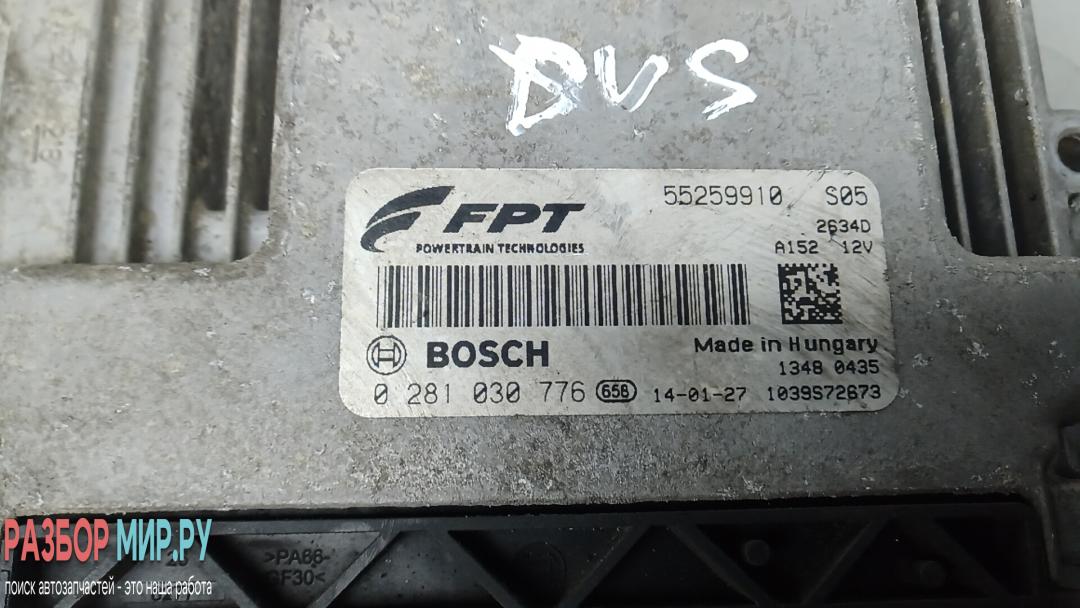 BUS
FPT
POWERTRAIN TECHNOLOGIES
55259910 S05
2634D
A152 12V
BOSCH
Made in Hungary
1348 0435
0 281 030 776 658 14-01-27 1039S72673
РАЗБОР МИР.РУ
поиск автозапчастей - это наша работа
>PA66-
GF30<